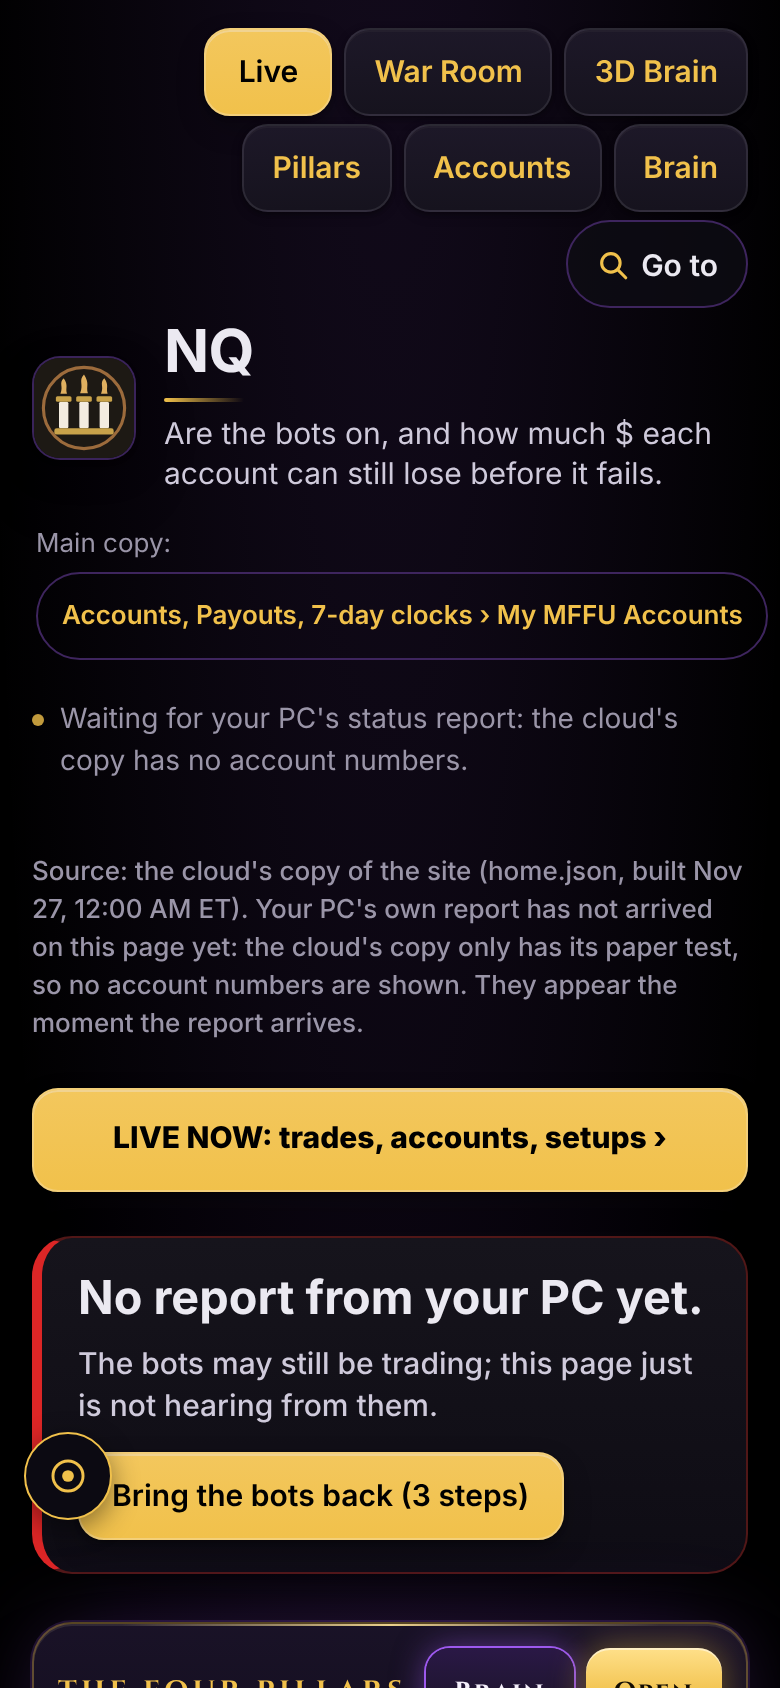 Live
War Room
3D Brain
Pillars
Accounts
Brain
Go to
NQ
Are the bots on, and how much $ each
account can still lose before it fails.
Main copy:
Accounts, Payouts, 7-day clocks › My MFFU Accounts
Waiting for your PC's status report: the cloud's
copy has no account numbers.
Source: the cloud's copy of the site (home.json, built Nov
27, 12:00 AM ET). Your PC's own report has not arrived
on this page yet: the cloud's copy only has its paper test,
so no account numbers are shown. They appear the
moment the report arrives.
LIVE NOW: trades, accounts, setups ›
No report from your PC yet.
The bots may still be trading; this page just
is not hearing from them.
Bring the bots back (3 steps)
THE FOUR PILLARS
BRAIN
OPEN